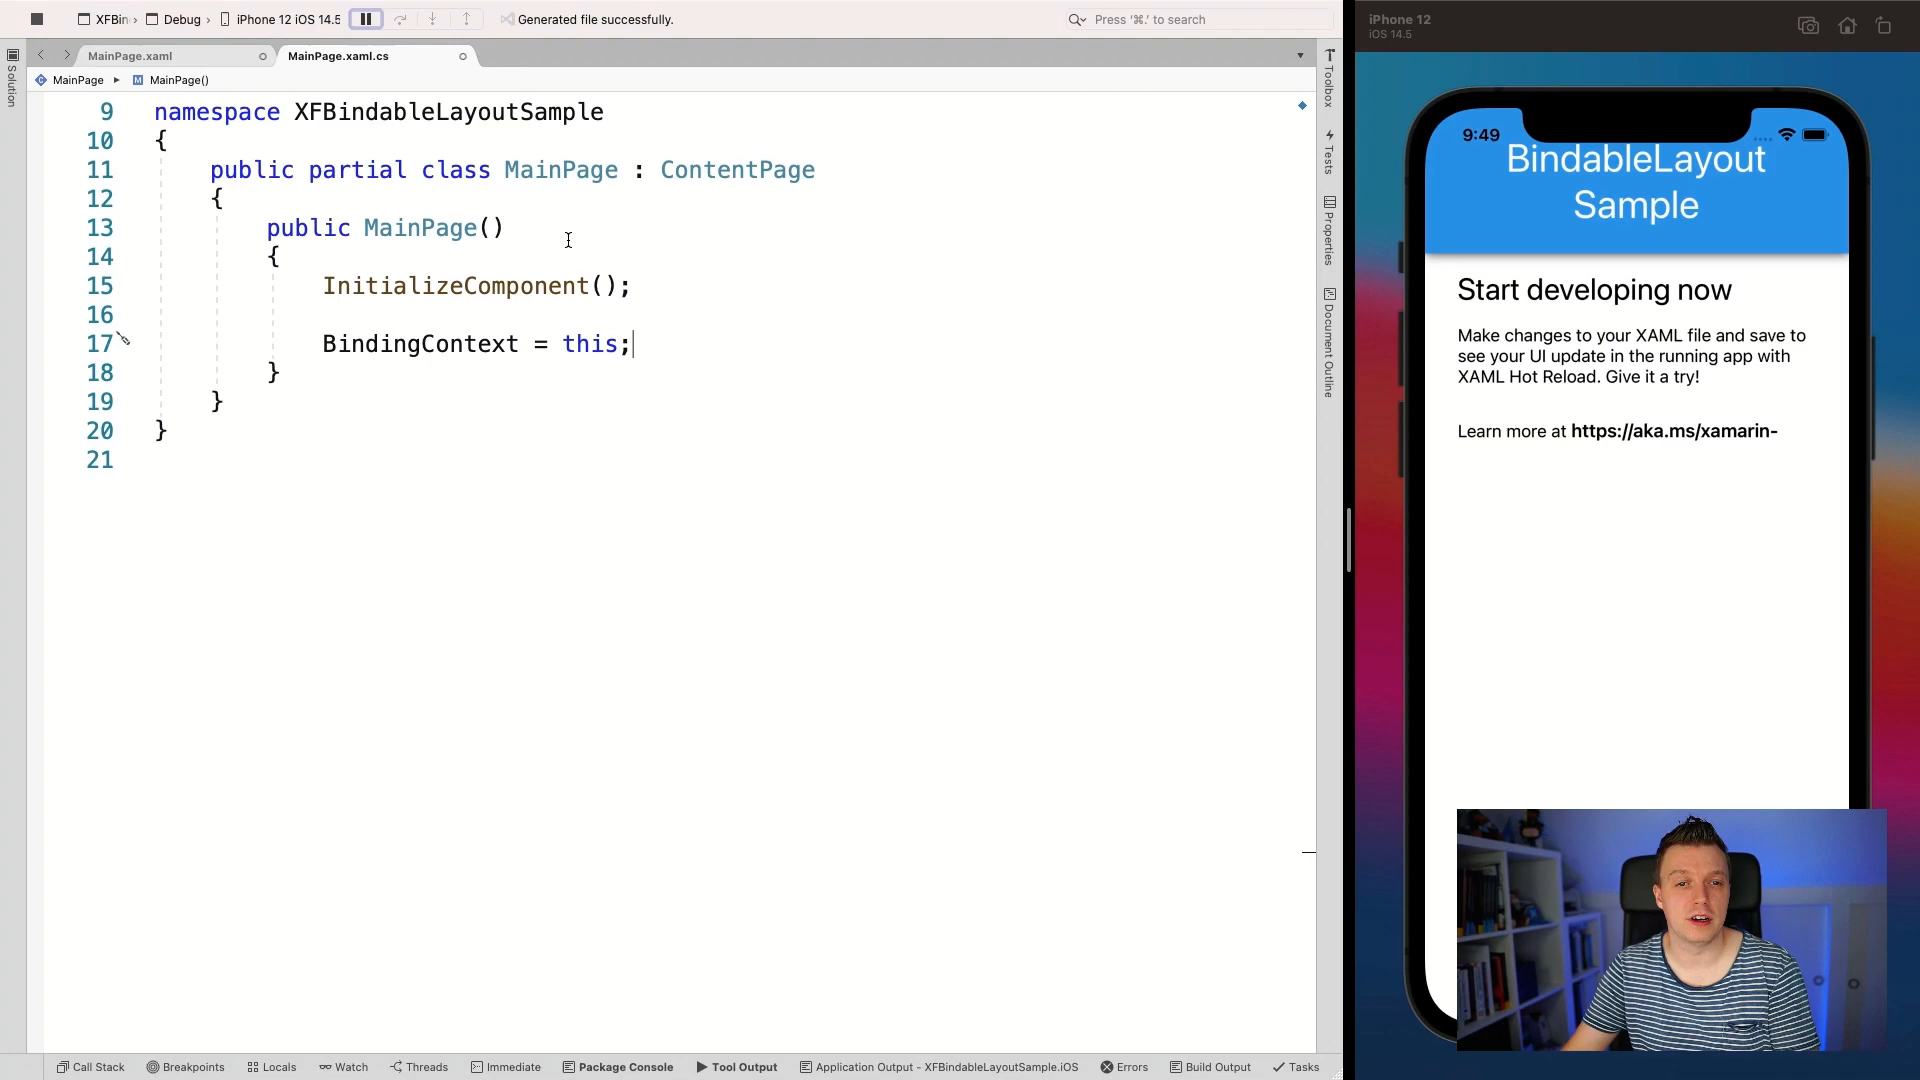 XFBin
Debug
iPhone 12 iOS 14.5
Generated file successfully.
Press '⌘.' to search
MainPage.xaml
MainPage.xaml.cs
MainPage
M
MainPage()
Solution
9 namespace XFBindableLayoutSample
10 {
11 public partial class MainPage : ContentPage
12 {
13 public MainPage()
14 {
15 InitializeComponent();
16
17 BindingContext = this;
18 }
19 }
20 }
21
Toolbox
Tests
Properties
Document Outline
Call Stack
Breakpoints
Locals
Watch
Threads
Immediate
Package Console
Tool Output
Application Output - XFBindableLayoutSample.iOS
Errors
Build Output
Tasks
iPhone 12
iOS 14.5
9:49
BindableLayout
Sample
Start developing now
Make changes to your XAML file and save to
see your UI update in the running app with
XAML Hot Reload. Give it a try!
Learn more at https://aka.ms/xamarin-